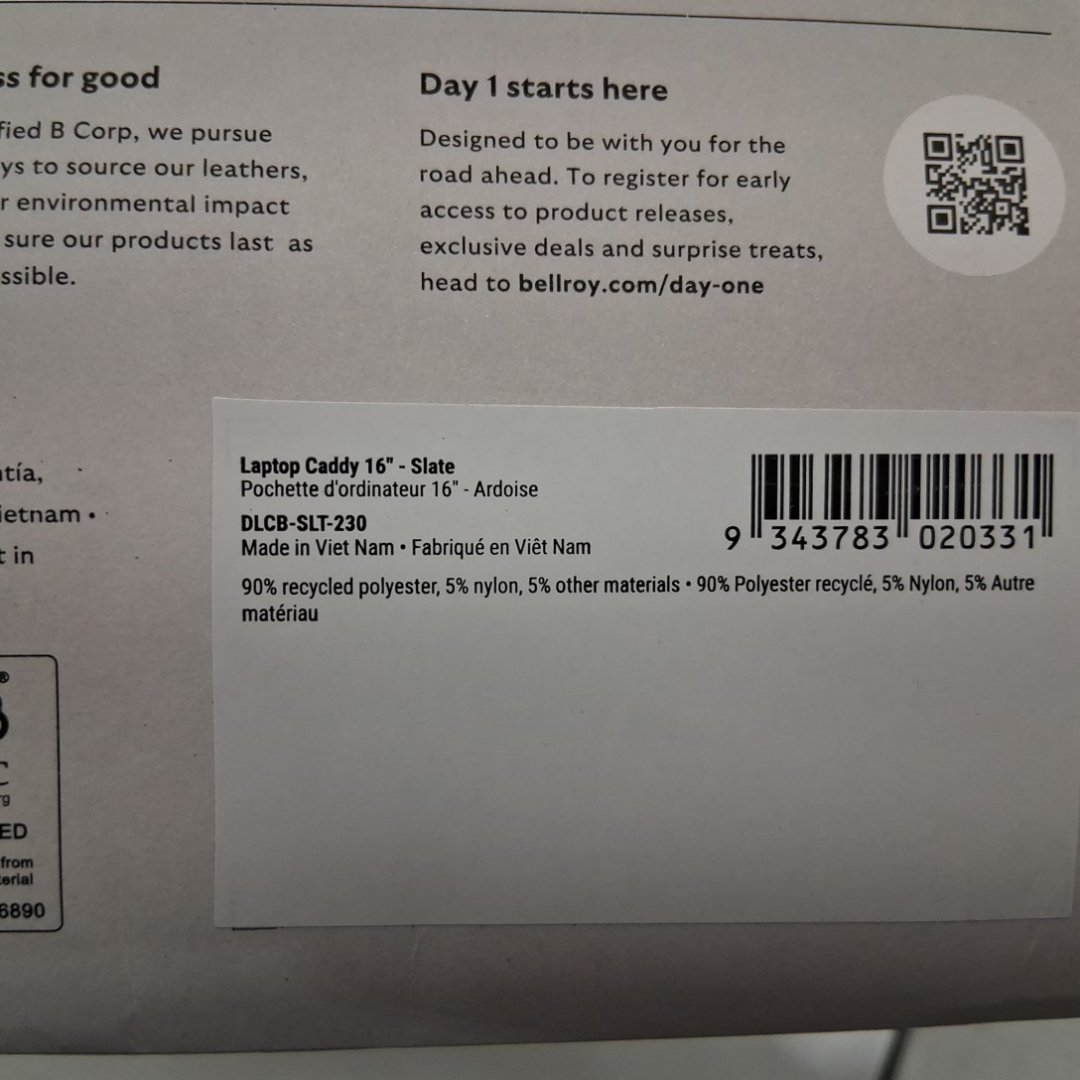 ss for good
fied B Corp, we pursue
ys to source our leathers,
r environmental impact
sure our products last as
ssible.
Day 1 starts here
Designed to be with you for the
road ahead. To register for early
access to product releases,
exclusive deals and surprise treats,
head to bellroy.com/day-one
tía,
ietnam •
t in
Laptop Caddy 16" - Slate
Pochette d'ordinateur 16" - Ardoise
DLCB-SLT-230
Made in Viet Nam • Fabriqué en Viêt Nam
90% recycled polyester, 5% nylon, 5% other materials • 90% Polyester recyclé, 5% Nylon, 5% Autre
matériau
9 343783 020331
®
C
rg
ED
from
terial
6890